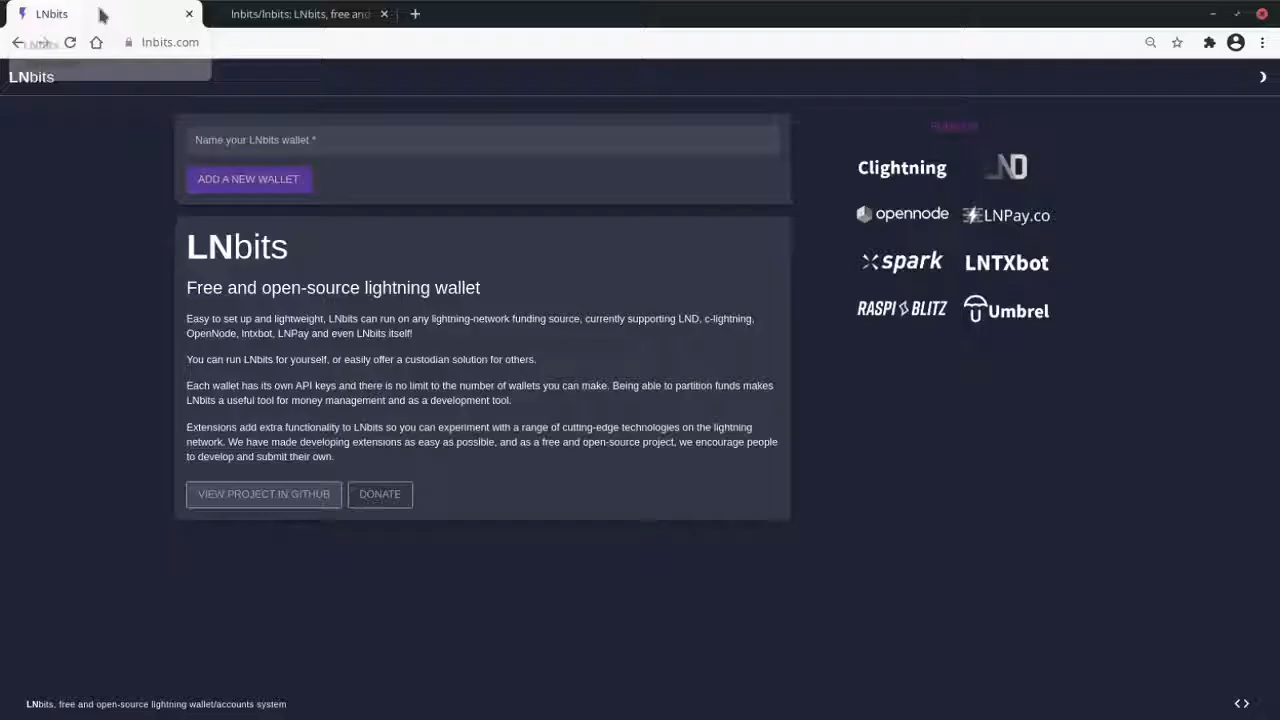 LNbits
lnbits/lnbits: LNbits, free and
lnbits.com
LNbits
Name your LNbits wallet *
ADD A NEW WALLET
LNbits
Free and open-source lightning wallet
Easy to set up and lightweight, LNbits can run on any lightning-network funding source, currently supporting LND, c-lightning,
OpenNode, lntxbot, LNPay and even LNbits itself!
You can run LNbits for yourself, or easily offer a custodian solution for others.
Each wallet has its own API keys and there is no limit to the number of wallets you can make. Being able to partition funds makes
LNbits a useful tool for money management and as a development tool.
Extensions add extra functionality to LNbits so you can experiment with a range of cutting-edge technologies on the lightning
network. We have made developing extensions as easy as possible, and as a free and open-source project, we encourage people
to develop and submit their own.
VIEW PROJECT IN GITHUB DONATE
Clightning LND
opennode LNPay.co
spark LNTXbot
RASPIBLITZ Umbrel
LNbits, free and open-source lightning wallet/accounts system